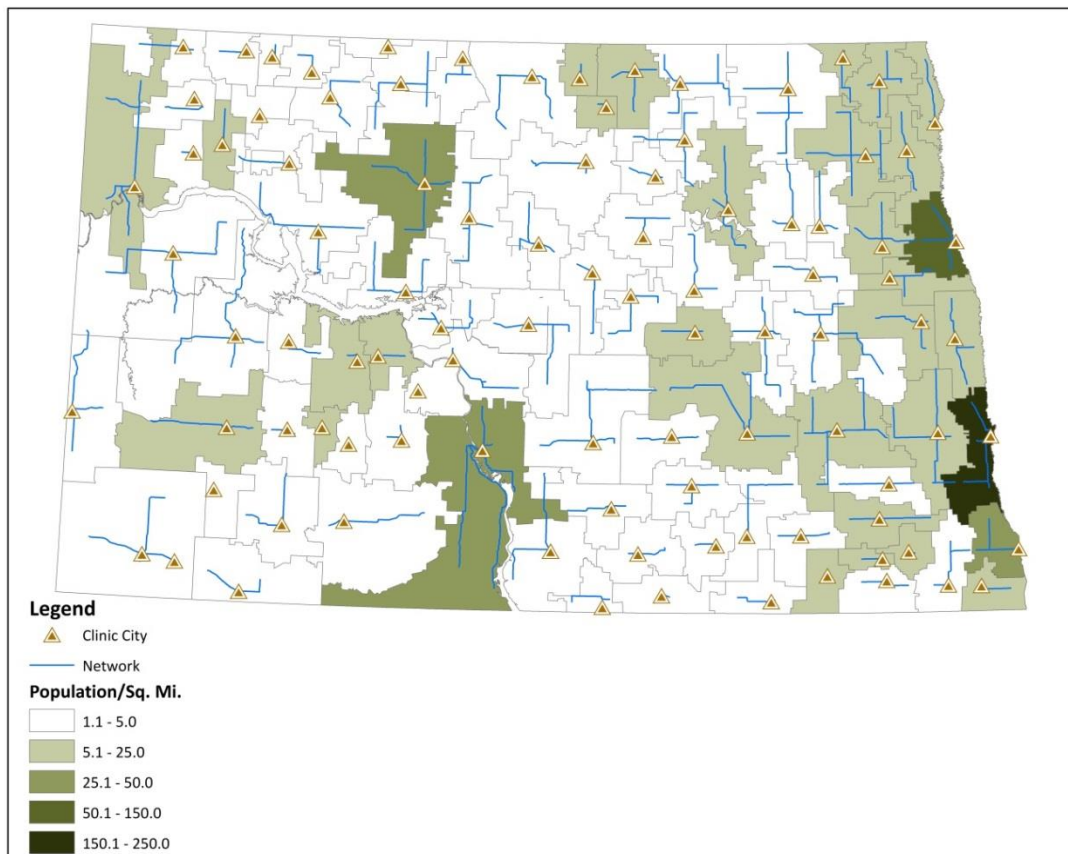 Legend
Clinic City
Network
Population/Sq. Mi.
1.1 - 5.0
5.1 - 25.0
25.1 - 50.0
50.1 - 150.0
150.1 - 250.0